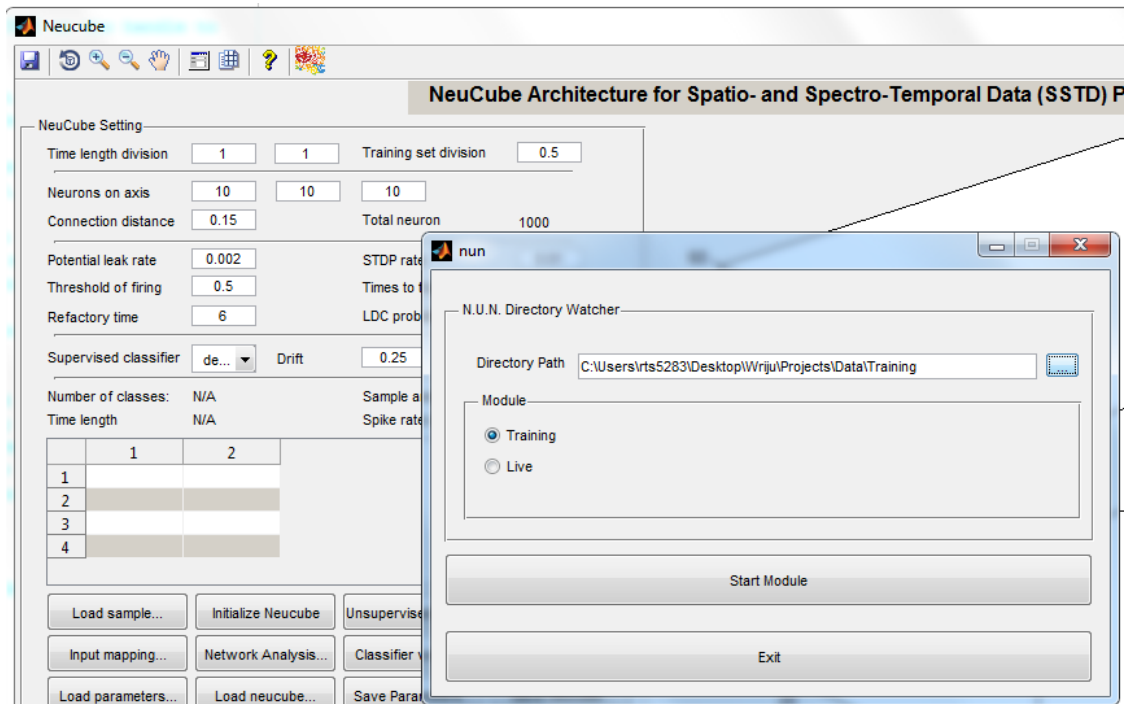 Neucube
NeuCube Architecture for Spatio- and Spectro-Temporal Data (SSTD) P
NeuCube Setting
Time length division 1 1 Training set division 0.5
Neurons on axis 10 10 10
Connection distance 0.15 Total neuron 1000
Potential leak rate 0.002 STDP rate
Threshold of firing 0.5 Times to
Refactory time 6 LDC prob
Supervised classifier de... Drift 0.25
Number of classes: N/A Sample
Time length N/A Spike rate
1 2
1
2
3
4
Load sample... Initialize Neucube Unsupervise
Input mapping... Network Analysis... Classifier
Load parameters... Load neucube... Save Para
nun
N.U.N. Directory Watcher
Directory Path C:\Users\rts5283\Desktop\Wriju\Projects\Data\Training ...
Module
Training
Live
Start Module
Exit